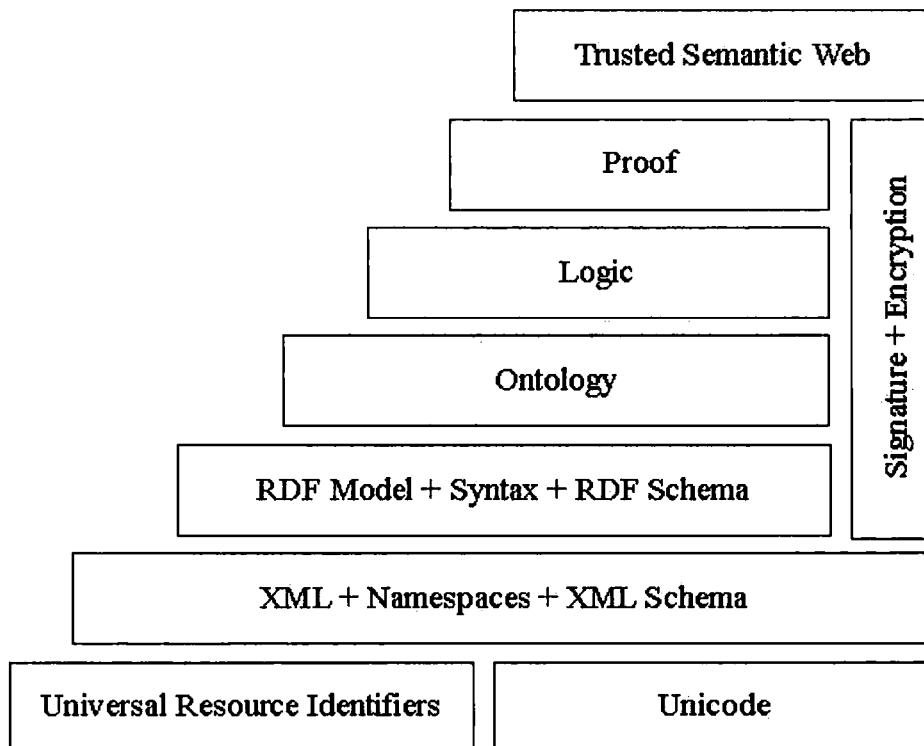 Trusted Semantic Web
Proof
Logic
Ontology
Signature + Encryption
RDF Model + Syntax + RDF Schema
XML + Namespaces + XML Schema
Universal Resource Identifiers
Unicode